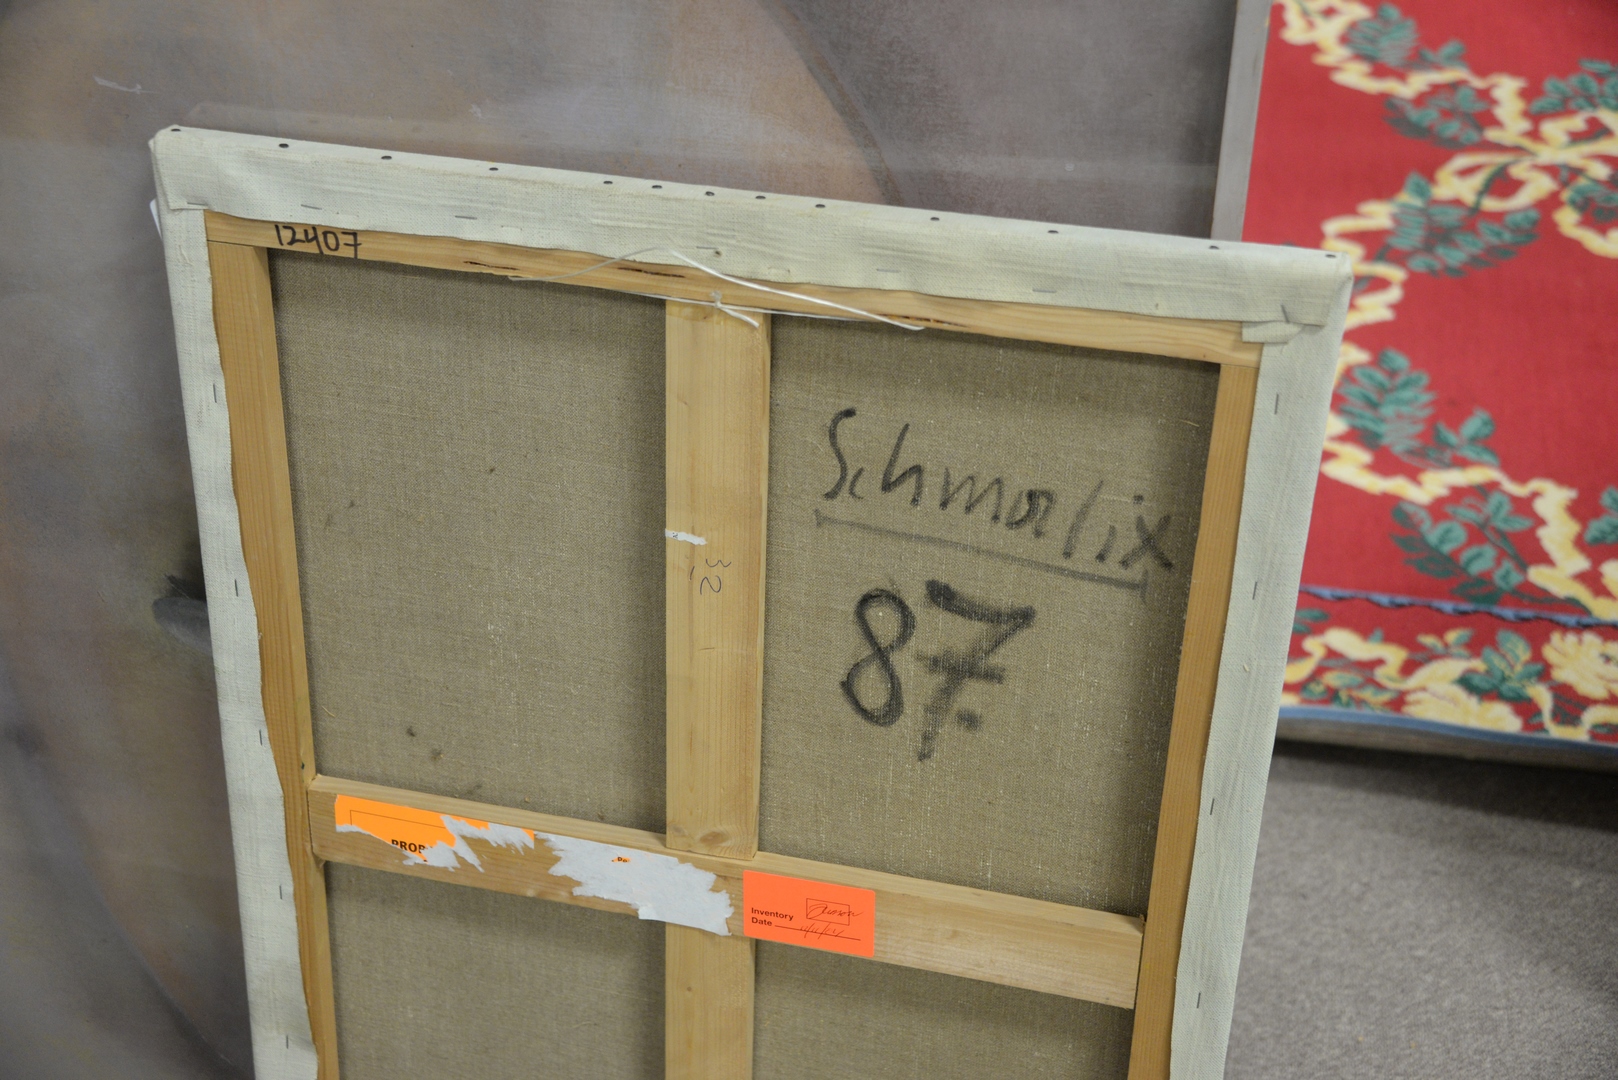 12407
Schmalix
87.
32
PROP
Inventory
Date